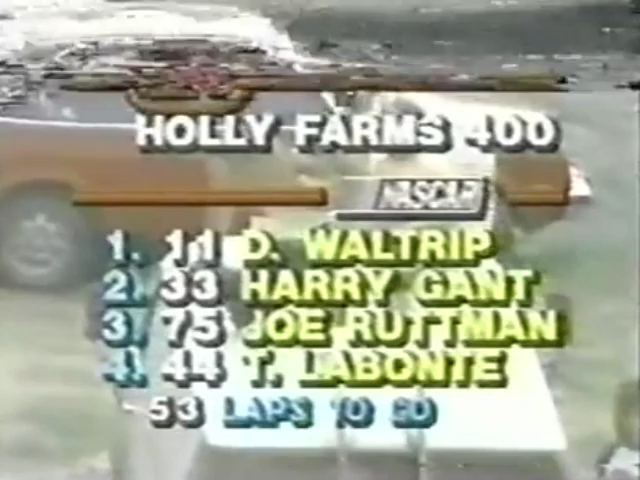 HOLLY FARMS 400
NASCAR
1. 11 D. WALTRIP
2. 33 HARRY GANT
3. 75 JOE RUTTMAN
4. 44 T. LABONTE
53 LAPS TO GO